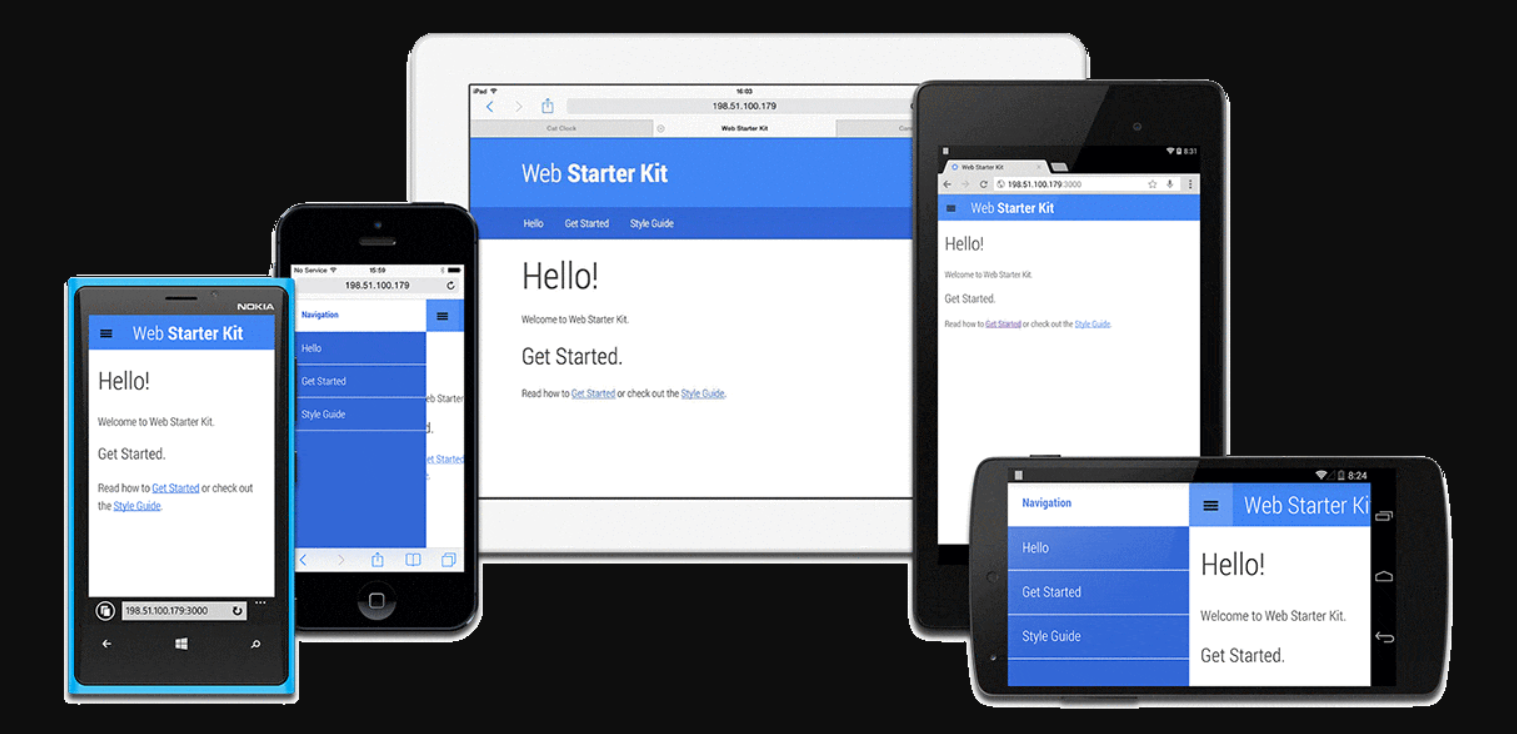 iPad 16:03
198.51.100.179
Cat Clock Web Starter Kit
Web Starter Kit
Hello Get Started Style Guide
Hello!
Welcome to Web Starter Kit.
Get Started.
Read how to Get Started or check out the Style Guide.
8:31
Web Starter Kit
198.51.100.179:3000
Web Starter Kit
Hello!
Welcome to Web Starter Kit.
Get Started.
Read how to Get Started or check out the Style Guide.
No Service 15:59
198.51.100.179
Navigation
Hello
Get Started
Style Guide
eb Starter
d.
et Started
NOKIA
Web Starter Kit
Hello!
Welcome to Web Starter Kit.
Get Started.
Read how to Get Started or check out
the Style Guide.
198.51.100.179:3000
8:24
Navigation
Web Starter Ki
Hello
Get Started
Style Guide
Hello!
Welcome to Web Starter Kit.
Get Started.